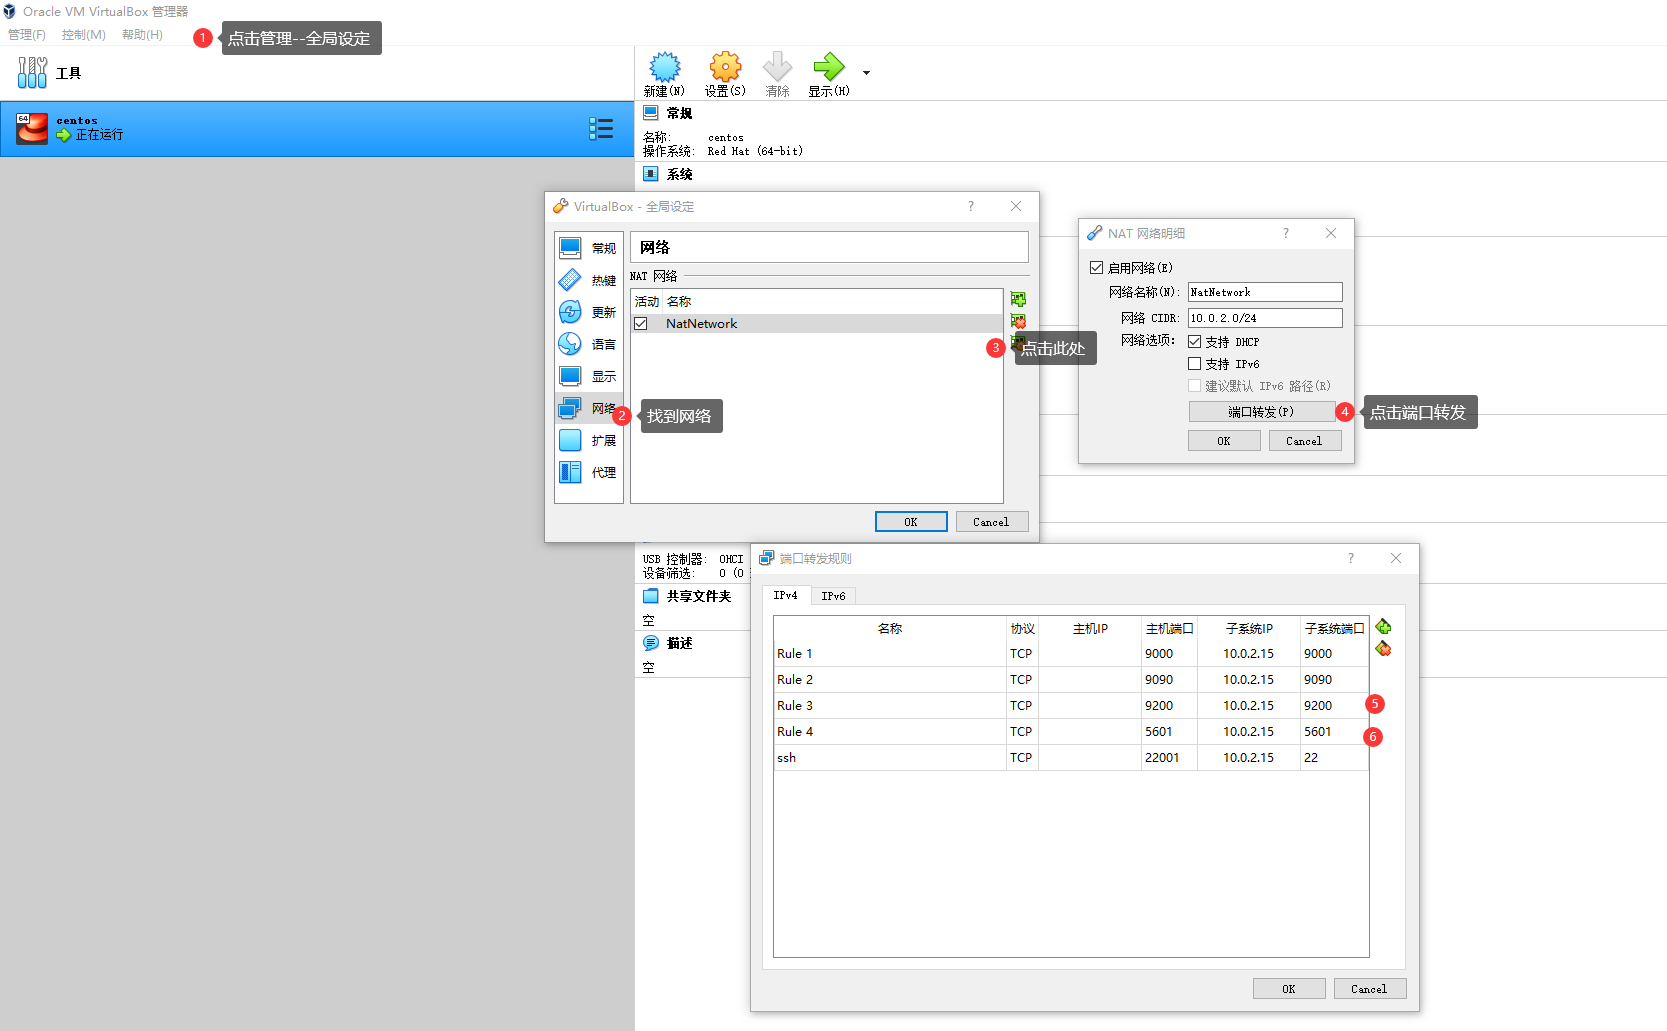 Oracle VM VirtualBox 管理器
管理(F) 控制(M) 帮助(H)
1 点击管理--全局设定
工具
新建(N) 设置(S) 清除 显示(H)
64 centos
正在运行
常规
名称: centos
操作系统: Red Hat (64-bit)
系统
VirtualBox - 全局设定 ?
常规
热键
更新
语言
显示
网络
扩展
代理
网络
NAT 网络
活动 名称
NatNetwork
3 点击此处
2 找到网络
OK Cancel
NAT 网络明细 ?
启用网络(E)
网络名称(N): NatNetwork
网络 CIDR: 10.0.2.0/24
网络选项: 支持 DHCP
支持 IPv6
建议默认 IPv6 路径(R)
端口转发(P) 4 点击端口转发
OK Cancel
USB 控制器: OHCI
设备筛选: 0 (0
共享文件夹
空
描述
空
端口转发规则 ?
IPv4 IPv6
名称 协议 主机IP 主机端口 子系统IP 子系统端口
Rule 1 TCP 9000 10.0.2.15 9000
Rule 2 TCP 9090 10.0.2.15 9090
Rule 3 TCP 9200 10.0.2.15 9200 5
Rule 4 TCP 5601 10.0.2.15 5601 6
ssh TCP 22001 10.0.2.15 22
OK Cancel